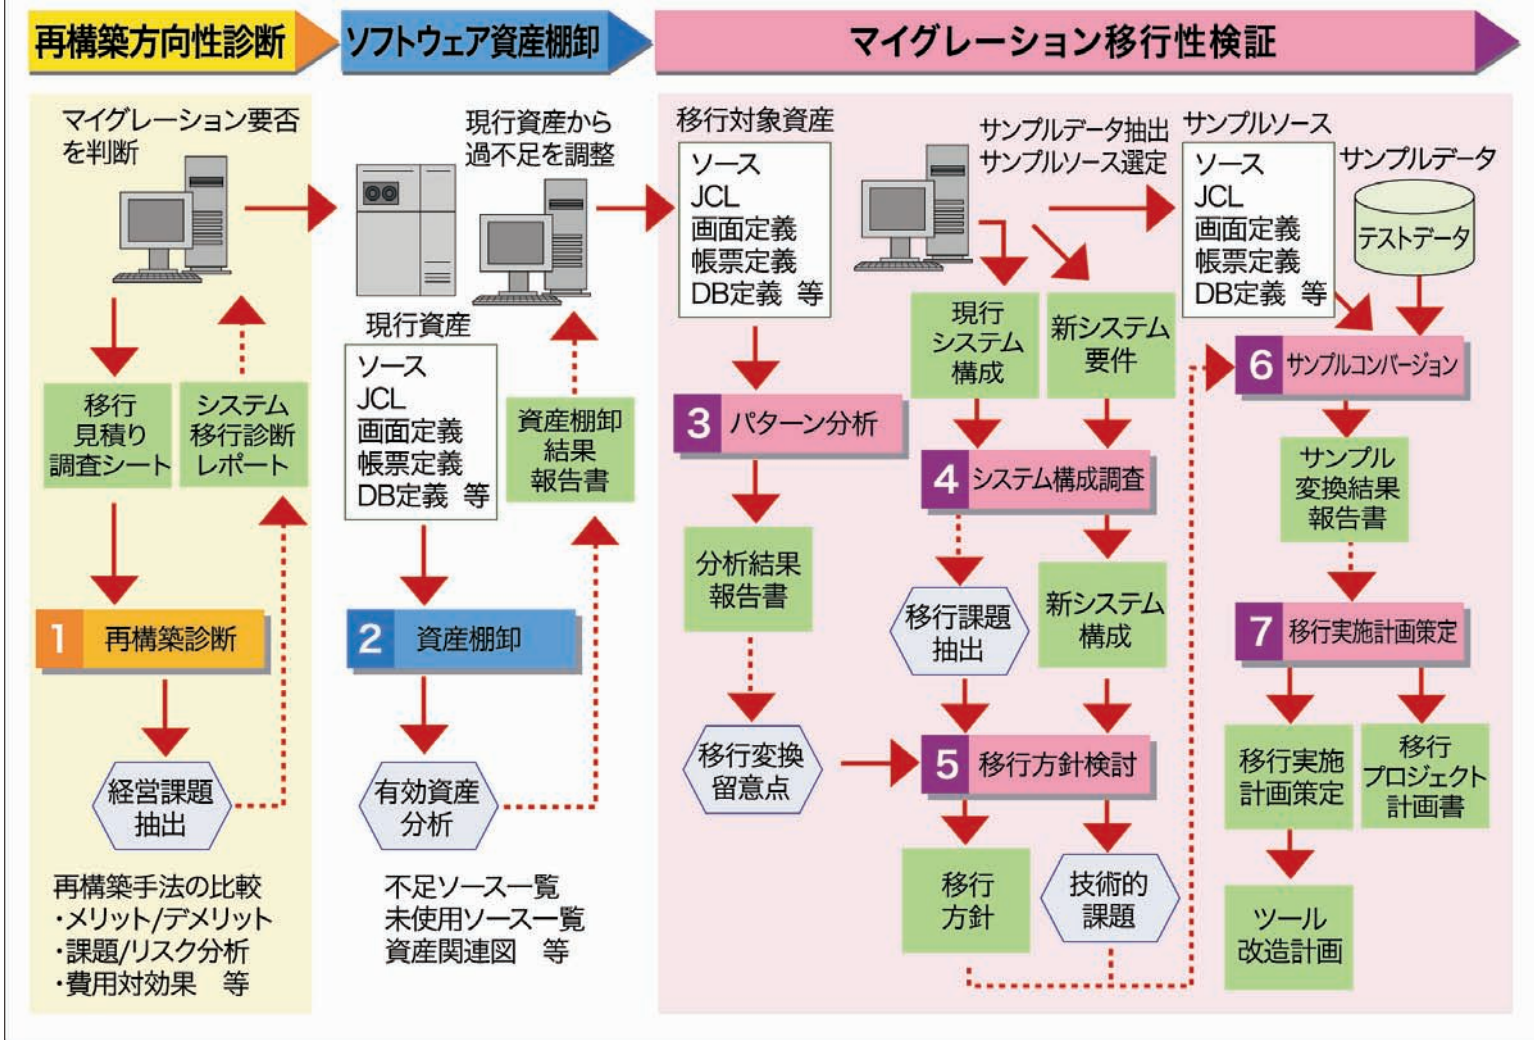 再構築方向性診断
ソフトウェア資産棚卸
マイグレーション移行性検証
マイグレーション要否
を判断
移行
見積り
調査シート
システム
移行診断
レポート
1 再構築診断
経営課題
抽出
再構築手法の比較
・メリット/デメリット
・課題/リスク分析
・費用対効果 等
現行資産から
過不足を調整
現行資産
ソース
JCL
画面定義
帳票定義
DB定義 等
資産棚卸
結果
報告書
2 資産棚卸
有効資産
分析
不足ソース一覧
未使用ソース一覧
資産関連図 等
移行対象資産
ソース
JCL
画面定義
帳票定義
DB定義 等
3 パターン分析
分析結果
報告書
移行変換
留意点
サンプルデータ抽出
サンプルソース選定
現行
システム
構成
新システム
要件
4 システム構成調査
移行課題
抽出
新システム
構成
5 移行方針検討
移行
方針
技術的
課題
サンプルソース
ソース
JCL
画面定義
帳票定義
DB定義 等
サンプルデータ
テストデータ
6 サンプルコンバージョン
サンプル
変換結果
報告書
7 移行実施計画策定
移行実施
計画策定
移行
プロジェクト
計画書
ツール
改造計画